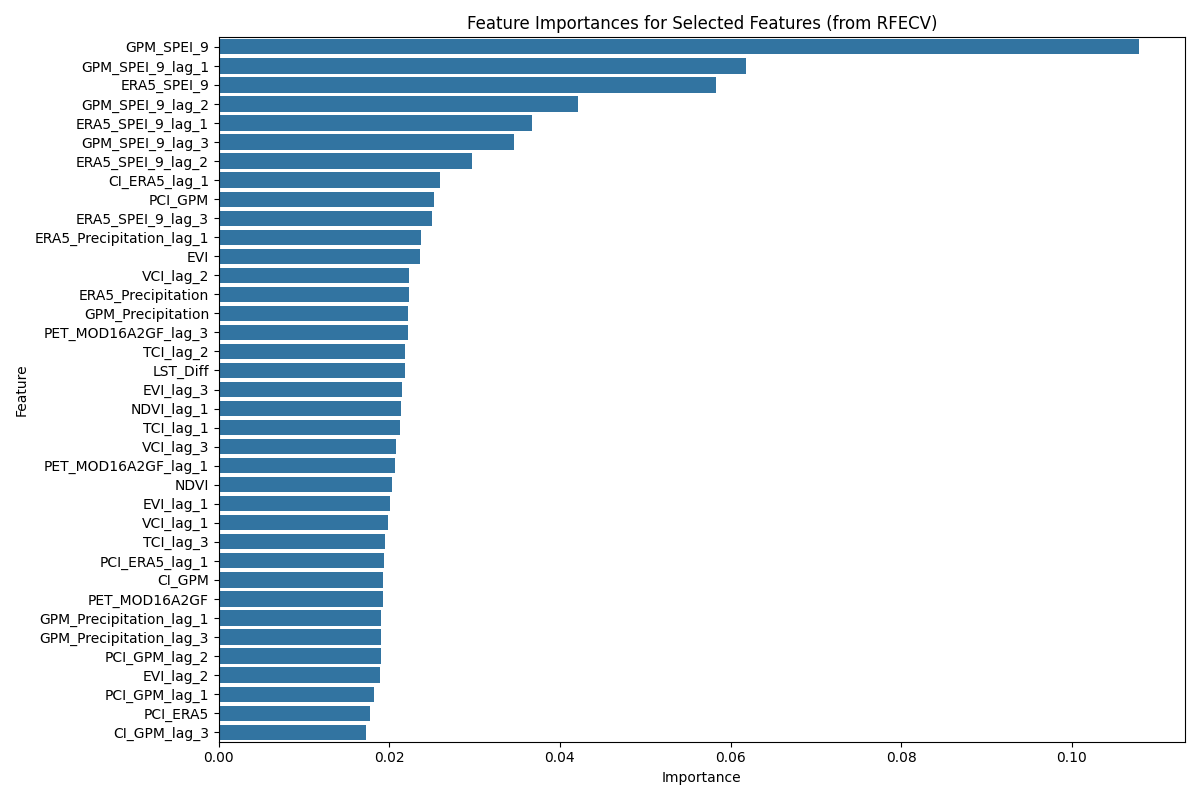 Feature Importances for Selected Features (from RFECV)
GPM_SPEI_9
GPM_SPEI_9_lag_1
ERA5_SPEI_9
GPM_SPEI_9_lag_2
ERA5_SPEI_9_lag_1
GPM_SPEI_9_lag_3
ERA5_SPEI_9_lag_2
CI_ERA5_lag_1
PCI_GPM
ERA5_SPEI_9_lag_3
ERA5_Precipitation_lag_1
EVI
VCI_lag_2
ERA5_Precipitation
GPM_Precipitation
PET_MOD16A2GF_lag_3
TCI_lag_2
LST_Diff
EVI_lag_3
NDVI_lag_1
TCI_lag_1
VCI_lag_3
PET_MOD16A2GF_lag_1
NDVI
EVI_lag_1
VCI_lag_1
TCI_lag_3
PCI_ERA5_lag_1
CI_GPM
PET_MOD16A2GF
GPM_Precipitation_lag_1
GPM_Precipitation_lag_3
PCI_GPM_lag_2
EVI_lag_2
PCI_GPM_lag_1
PCI_ERA5
CI_GPM_lag_3
Feature
0.00 0.02 0.04 0.06 0.08 0.10
Importance